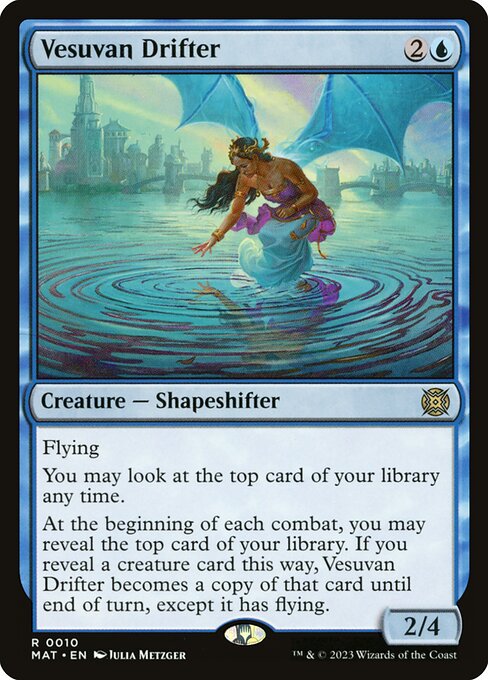 Vesuvan Drifter 2
Creature — Shapeshifter
Flying
You may look at the top card of your library
any time.
At the beginning of each combat, you may
reveal the top card of your library. If you
reveal a creature card this way, Vesuvan
Drifter becomes a copy of that card until
end of turn, except it has flying.
2/4
R 0010
MAT • EN Julia Metzger
™ & © 2023 Wizards of the Coast